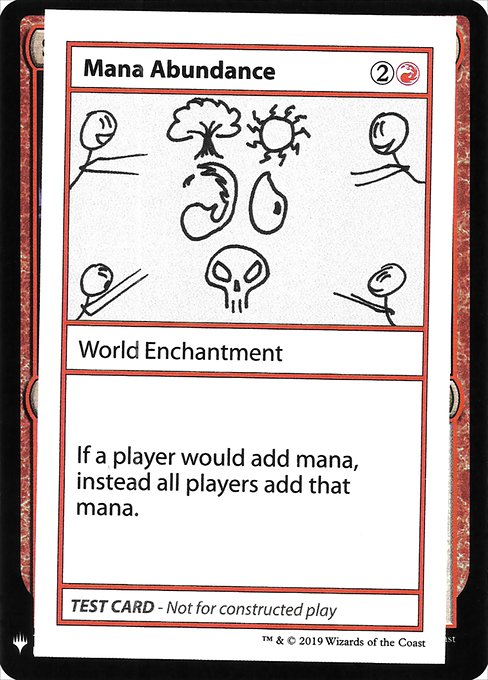 Mana Abundance 2
World Enchantment
If a player would add mana,
instead all players add that
mana.
TEST CARD - Not for constructed play
™ & © 2019 Wizards of the Coast